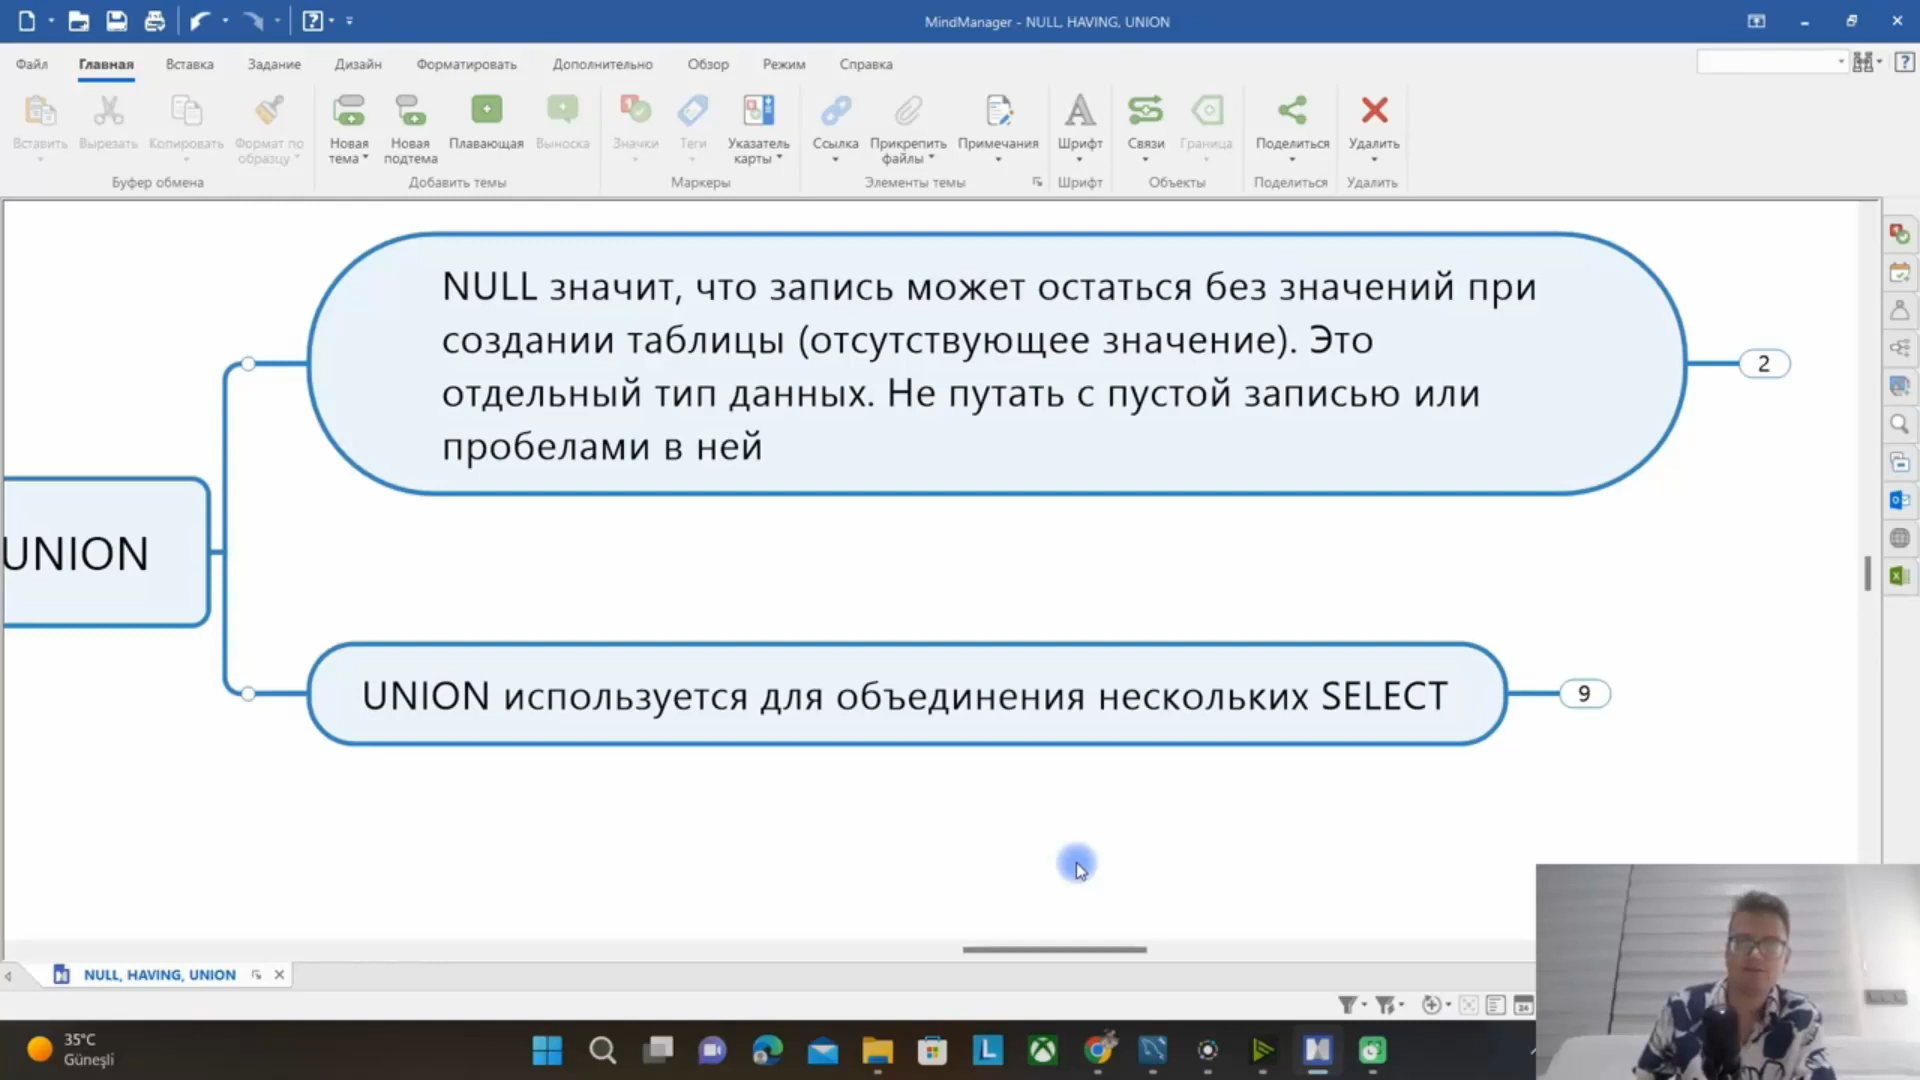 MindManager - NULL, HAVING, UNION
Файл Главная Вставка Задание Дизайн Форматировать Дополнительно Обзор Режим Справка
Вставить Вырезать Копировать Формат по образцу
Новая тема Новая подтема Плавающая Выноска
Значки Теги Указатель карты
Ссылка Прикрепить файлы Примечания
Шрифт Связи Граница Поделиться Удалить
Буфер обмена Добавить темы Маркеры Элементы темы Шрифт Объекты Поделиться Удалить
NULL значит, что запись может остаться без значений при
создании таблицы (отсутствующее значение). Это
отдельный тип данных. Не путать с пустой записью или
пробелами в ней
2
UNION
UNION используется для объединения нескольких SELECT
9
NULL, HAVING, UNION
35°C
Güneşli